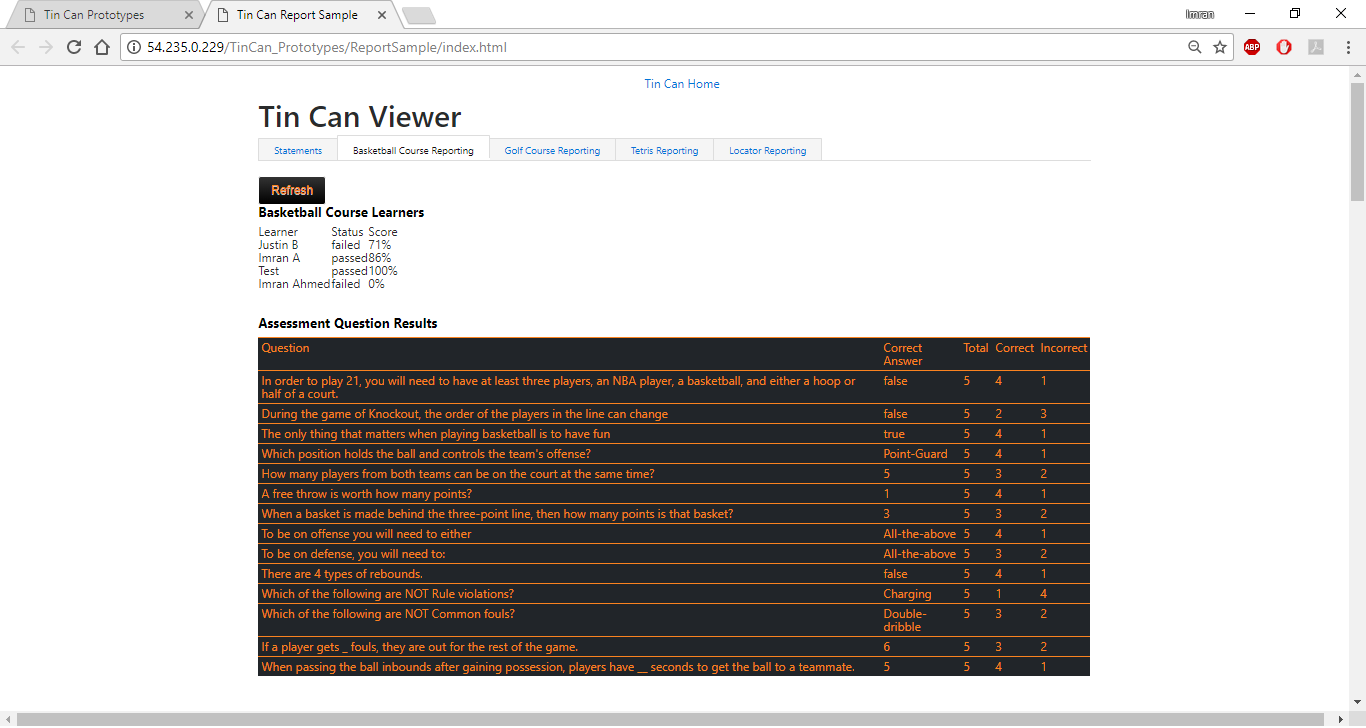 Tin Can Prototypes
Tin Can Report Sample
Imran
54.235.0.229/TinCan_Prototypes/ReportSample/index.html
ABP
Tin Can Home
Tin Can Viewer
Statements Basketball Course Reporting Golf Course Reporting Tetris Reporting Locator Reporting
Refresh
Basketball Course Learners
Learner Status Score
Justin B failed 71%
Imran A passed 86%
Test passed 100%
Imran Ahmed failed 0%
Assessment Question Results
Question Correct Answer Total Correct Incorrect
In order to play 21, you will need to have at least three players, an NBA player, a basketball, and either a hoop or false 5 4 1
half of a court.
During the game of Knockout, the order of the players in the line can change false 5 2 3
The only thing that matters when playing basketball is to have fun true 5 4 1
Which position holds the ball and controls the team's offense? Point-Guard 5 4 1
How many players from both teams can be on the court at the same time? 5 5 3 2
A free throw is worth how many points? 1 5 4 1
When a basket is made behind the three-point line, then how many points is that basket? 3 5 3 2
To be on offense you will need to either All-the-above 5 4 1
To be on defense, you will need to: All-the-above 5 3 2
There are 4 types of rebounds. false 5 4 1
Which of the following are NOT Rule violations? Charging 5 1 4
Which of the following are NOT Common fouls? Double- 5 3 2
dribble
If a player gets _ fouls, they are out for the rest of the game. 6 5 3 2
When passing the ball inbounds after gaining possession, players have __ seconds to get the ball to a teammate. 5 5 4 1